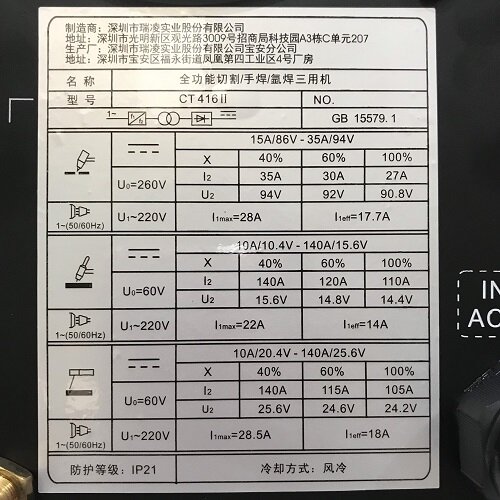 制造商：深圳市瑞凌实业股份有限公司
地址：深圳市光明新区观光路3009号招商局科技园A3栋C单元207
生产厂：深圳市瑞凌实业股份有限公司宝安分公司
地址：深圳市宝安区福永街道凤凰第四工业区4号厂房
名 称 全功能切割/手焊/氩焊三用机
型 号 CT416II NO.
1~ f1 f2 GB 15579.1
15A/86V - 35A/94V
X 40% 60% 100%
I2 35A 30A 27A
U0=260V U2 94V 92V 90.8V
1~(50/60Hz) U1~220V I1max=28A I1eff=17.7A
10A/10.4V - 140A/15.6V
X 40% 60% 100%
I2 140A 120A 110A
U0=60V U2 15.6V 14.8V 14.4V
1~(50/60Hz) U1~220V I1max=22A I1eff=14A
10A/20.4V - 140A/25.6V
X 40% 60% 100%
I2 140A 115A 105A
U0=60V U2 25.6V 24.6V 24.2V
1~(50/60Hz) U1~220V I1max=28.5A I1eff=18A
防护等级：IP21 冷却方式：风冷
IN
AC